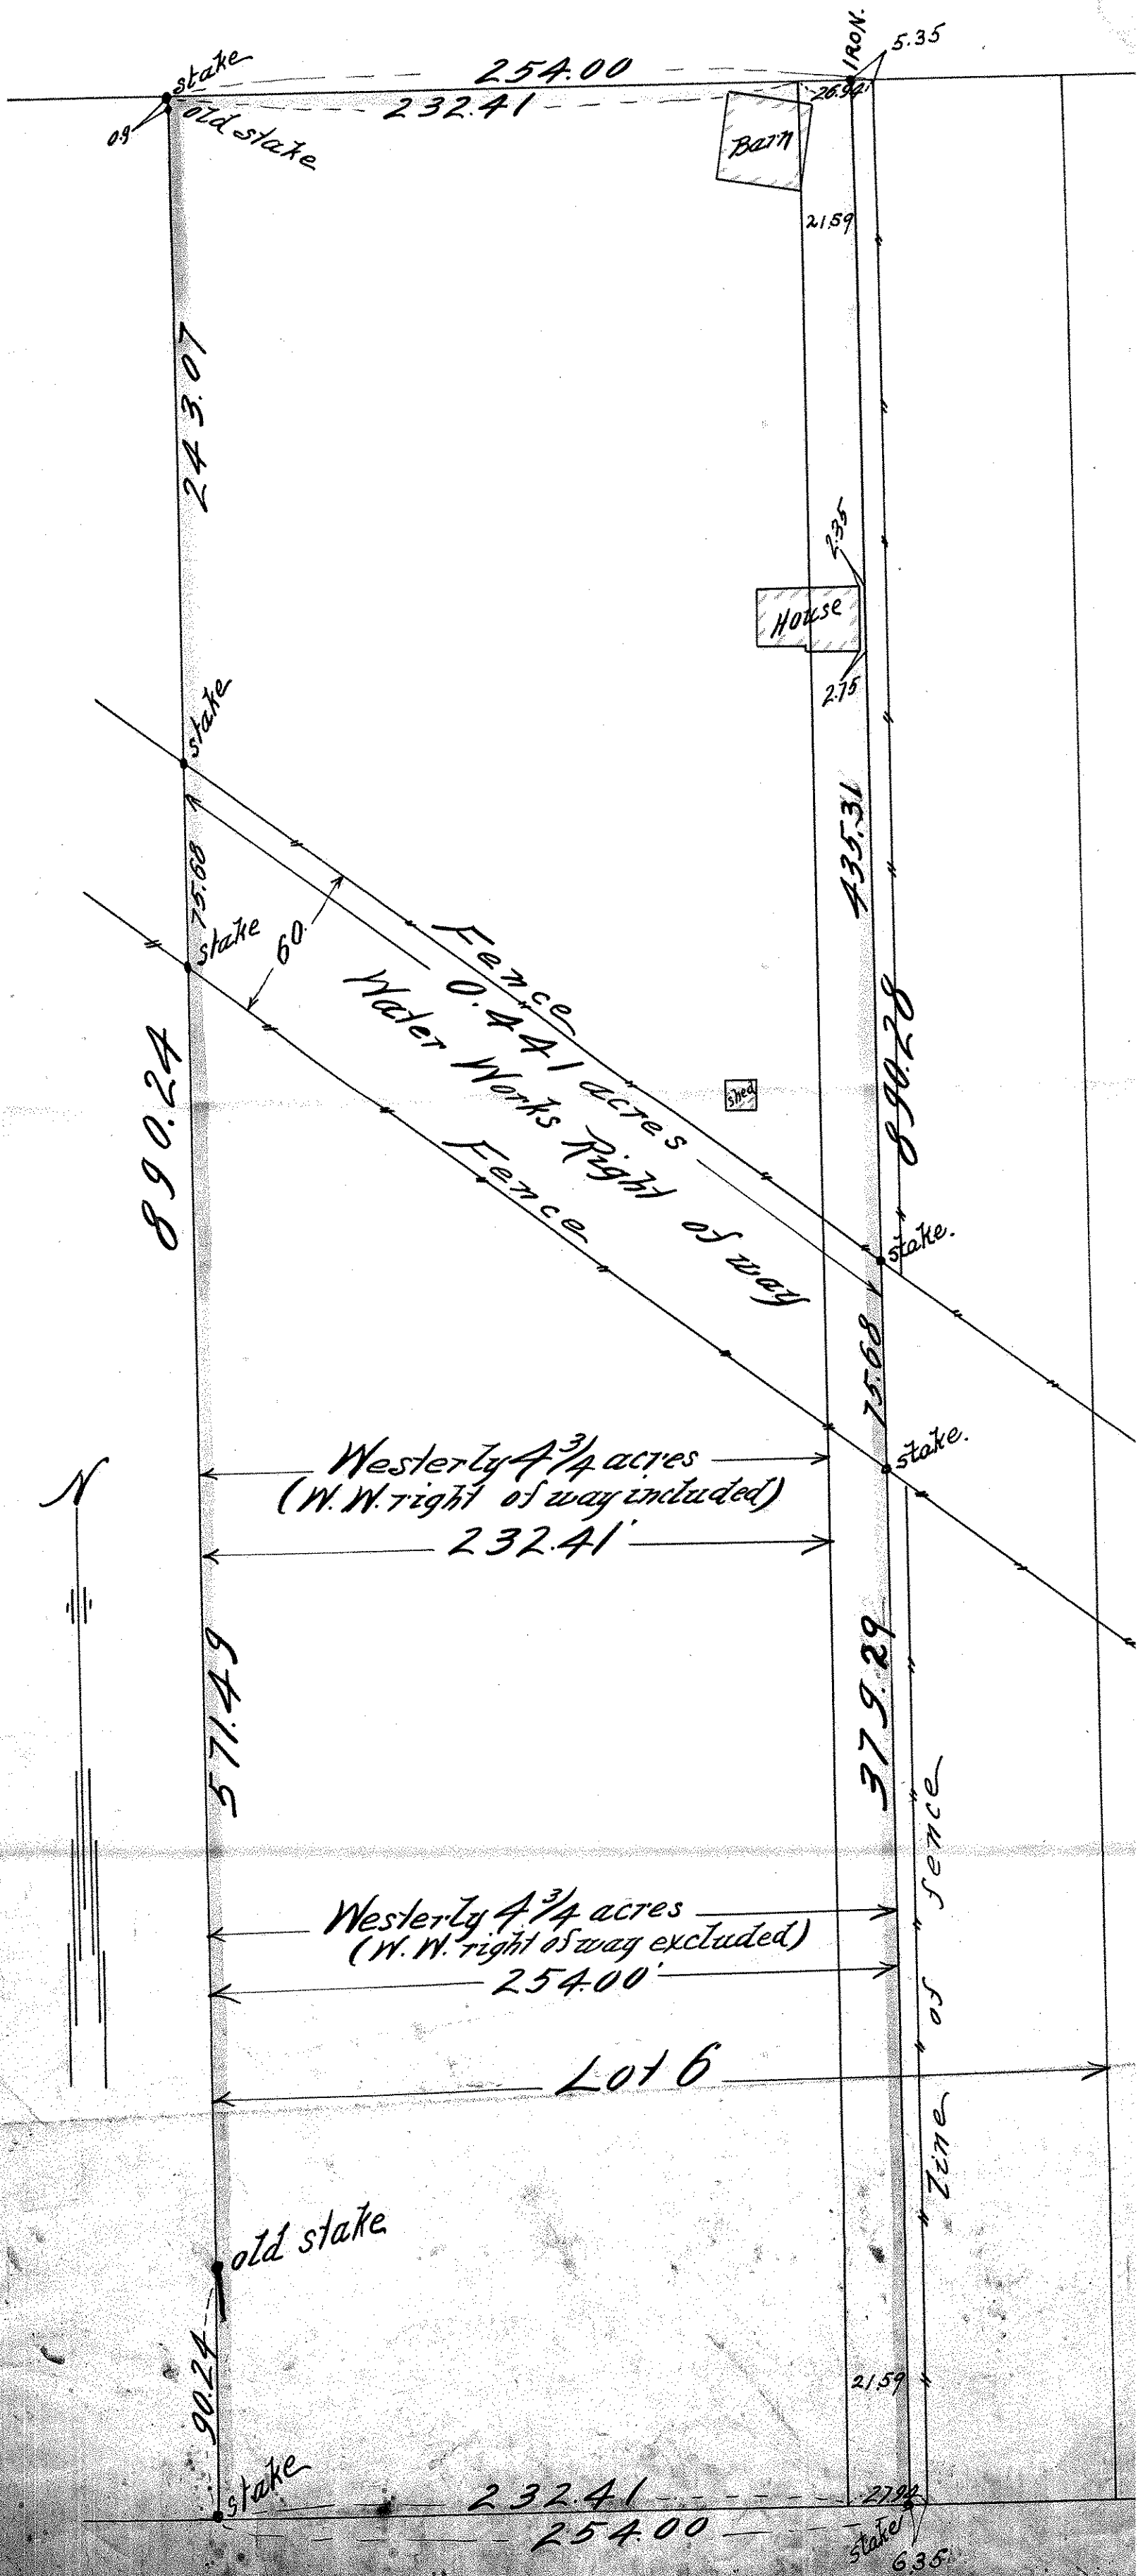 IRON.
5.35
stake
254.00
232.41
26.94
0.9
old stake
Barn
21.59
243.07
2.35
House
2.75
stake
435.31
75.68
stake
60.
Fence
0.441 acres
Water Works Right of way
Fence
890.24
890.28
shed
stake.
75.68
stake.
Westerly 4 3/4 acres
(W.W. right of way included)
232.41'
N
571.49
379.29
Westerly 4 3/4 acres
(W.W. right of way excluded)
254.00'
Line of fence
Lot 6
old stake
90.24
21.59
stake
232.41
27.94
254.00
stake
6.35